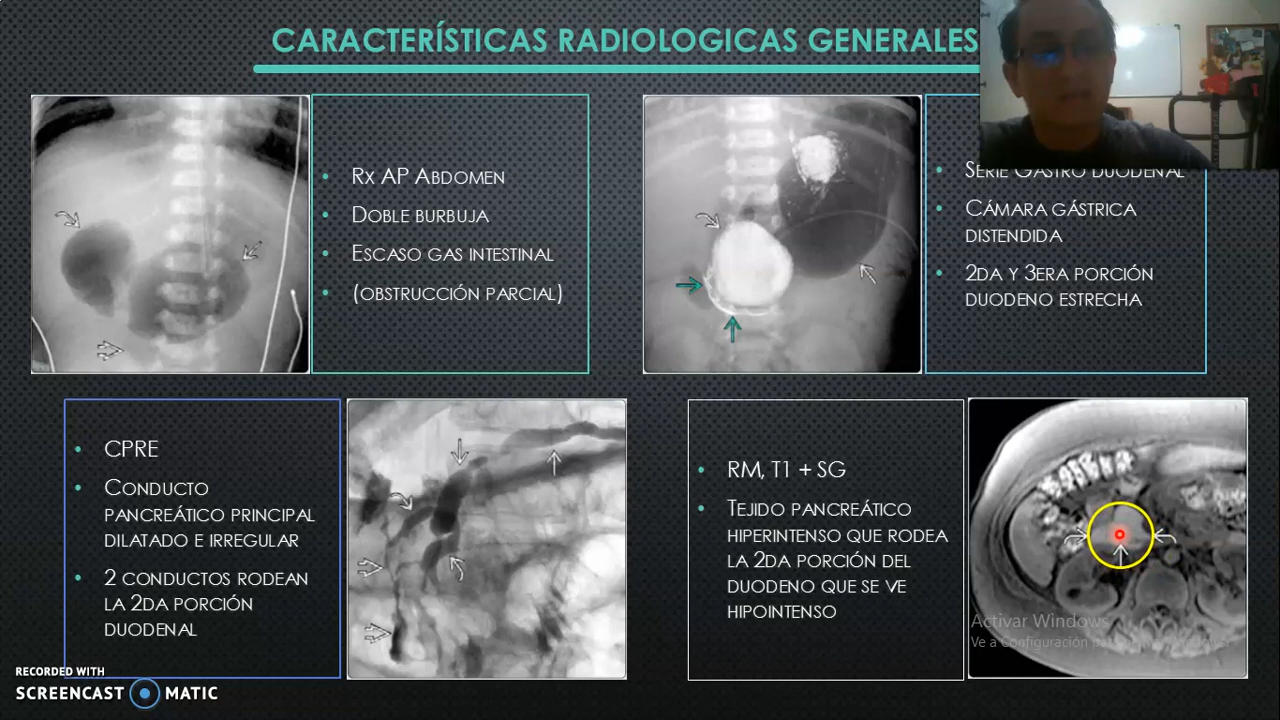 CARACTERÍSTICAS RADIOLOGICAS GENERALES
• RX AP ABDOMEN
• DOBLE BURBUJA
• ESCASO GAS INTESTINAL
• (OBSTRUCCIÓN PARCIAL)
• SERIE GASTRO DUODENAL
• CÁMARA GÁSTRICA
DISTENDIDA
• 2DA Y 3ERA PORCIÓN
DUODENO ESTRECHA
• CPRE
• CONDUCTO
PANCREÁTICO PRINCIPAL
DILATADO E IRREGULAR
• 2 CONDUCTOS RODEAN
LA 2DA PORCIÓN
DUODENAL
• RM, T1 + SG
• TEJIDO PANCREÁTICO
HIPERINTENSO QUE RODEA
LA 2DA PORCIÓN DEL
DUODENO QUE SE VE
HIPOINTENSO
Activar Windows
Ve a Configuración
RECORDED WITH
SCREENCAST MATIC